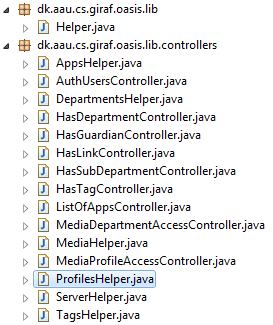 dk.aau.cs.giraf.oasis.lib
Helper.java
dk.aau.cs.giraf.oasis.lib.controllers
AppsHelper.java
AuthUsersController.java
DepartmentsHelper.java
HasDepartmentController.java
HasGuardianController.java
HasLinkController.java
HasSubDepartmentController.java
HasTagController.java
ListOfAppsController.java
MediaDepartmentAccessController.java
MediaHelper.java
MediaProfileAccessController.java
ProfilesHelper.java
ServerHelper.java
TagsHelper.java